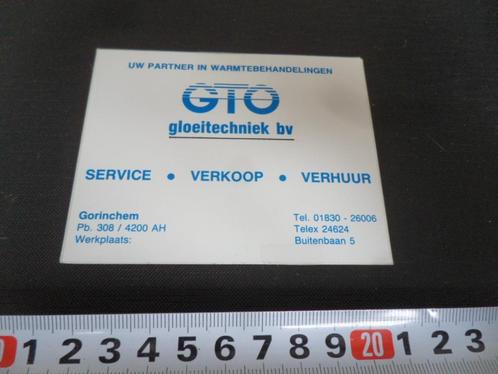 UW PARTNER IN WARMTEBEHANDELINGEN
GTO
gloeitechniek bv
SERVICE • VERKOOP • VERHUUR
Gorinchem
Pb. 308 / 4200 AH
Werkplaats:
Tel. 01830 - 26006
Telex 24624
Buitenbaan 5
1 2 3 4 5 6 7 8 9 20 1 2 3 4